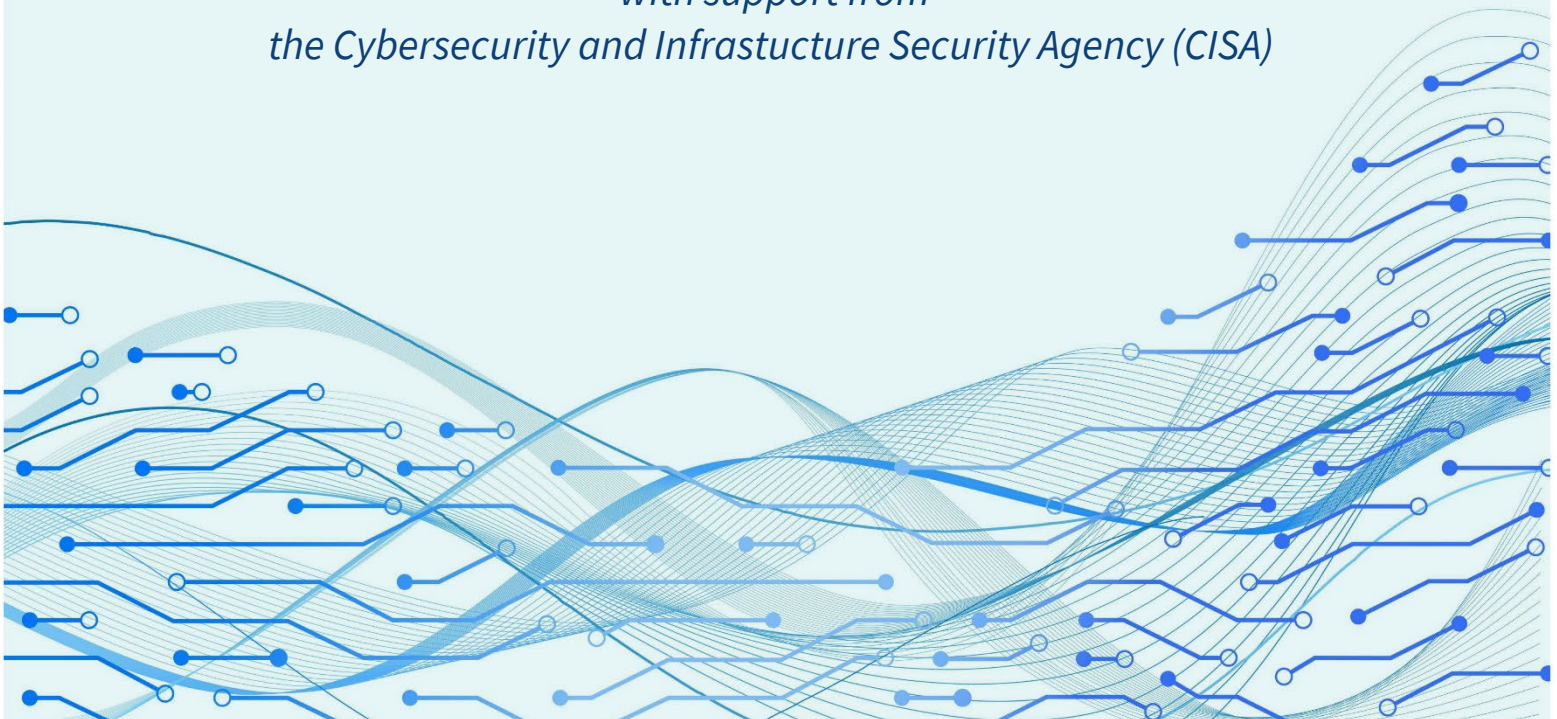 with support from
the Cybersecurity and Infrastucture Security Agency (CISA)